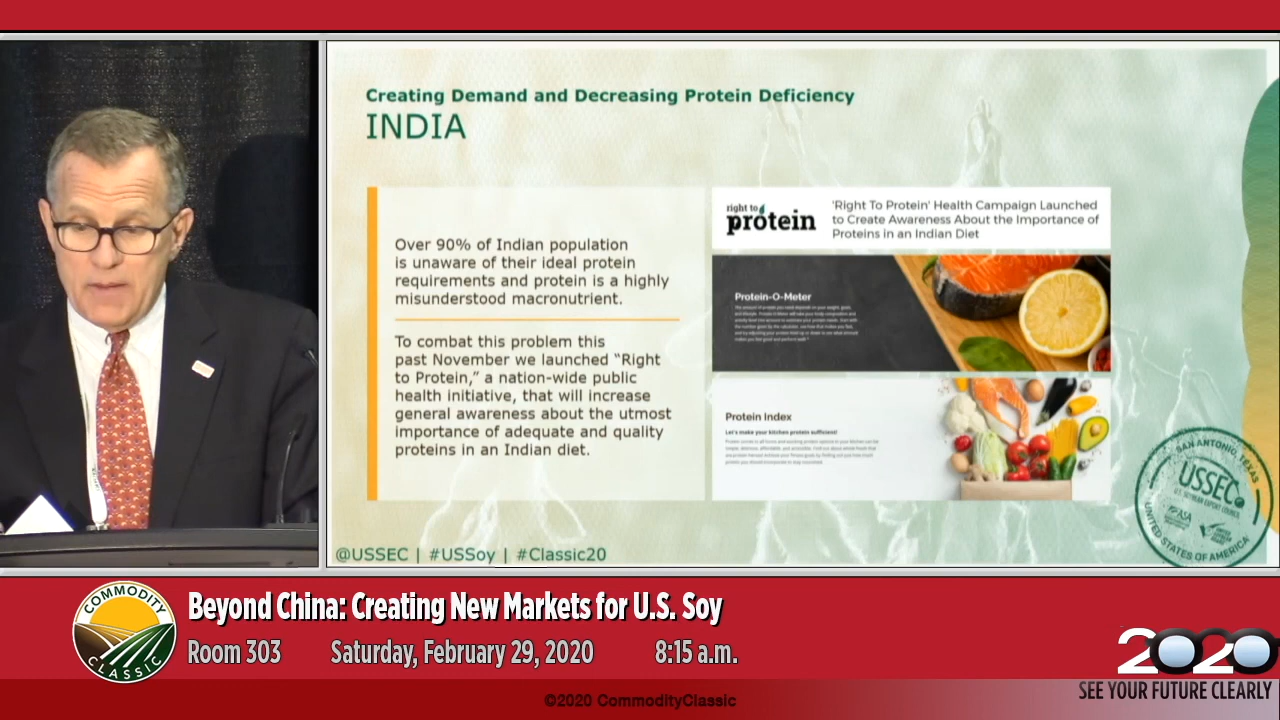 Creating Demand and Decreasing Protein Deficiency
INDIA
Over 90% of Indian population
is unaware of their ideal protein
requirements and protein is a highly
misunderstood macronutrient.
To combat this problem this
past November we launched “Right
to Protein,” a nation-wide public
health initiative, that will increase
general awareness about the utmost
importance of adequate and quality
proteins in an Indian diet.
right to
protein
'Right To Protein' Health Campaign Launched
to Create Awareness About the Importance of
Proteins in an Indian Diet
Protein-O-Meter
Protein Index
Let's make your kitchen protein sufficient!
SAN ANTONIO, TEXAS
USSEC
U.S. SOYBEAN EXPORT COUNCIL
ASA
UNITED STATES OF AMERICA
@USSEC | #USSoy | #Classic20
COMMODITY
CLASSIC
Beyond China: Creating New Markets for U.S. Soy
Room 303 Saturday, February 29, 2020 8:15 a.m.
2020
SEE YOUR FUTURE CLEARLY
©2020 CommodityClassic